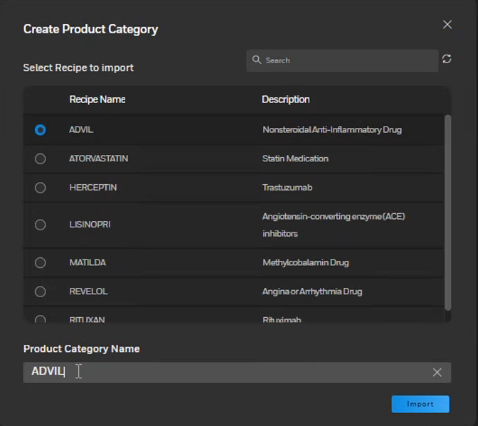 Create Product Category
Select Recipe to import
Search
Recipe Name Description
ADVIL Nonsteroidal Anti-Inflammatory Drug
ATORVASTATIN Statin Medication
HERCEPTIN Trastuzumab
LISINOPRI Angiotensin-converting enzyme (ACE)
inhibitors
MATILDA Methylcobalamin Drug
REVELOL Angina or Arrhythmia Drug
RITUXAN Rituximab
Product Category Name
ADVIL
Import